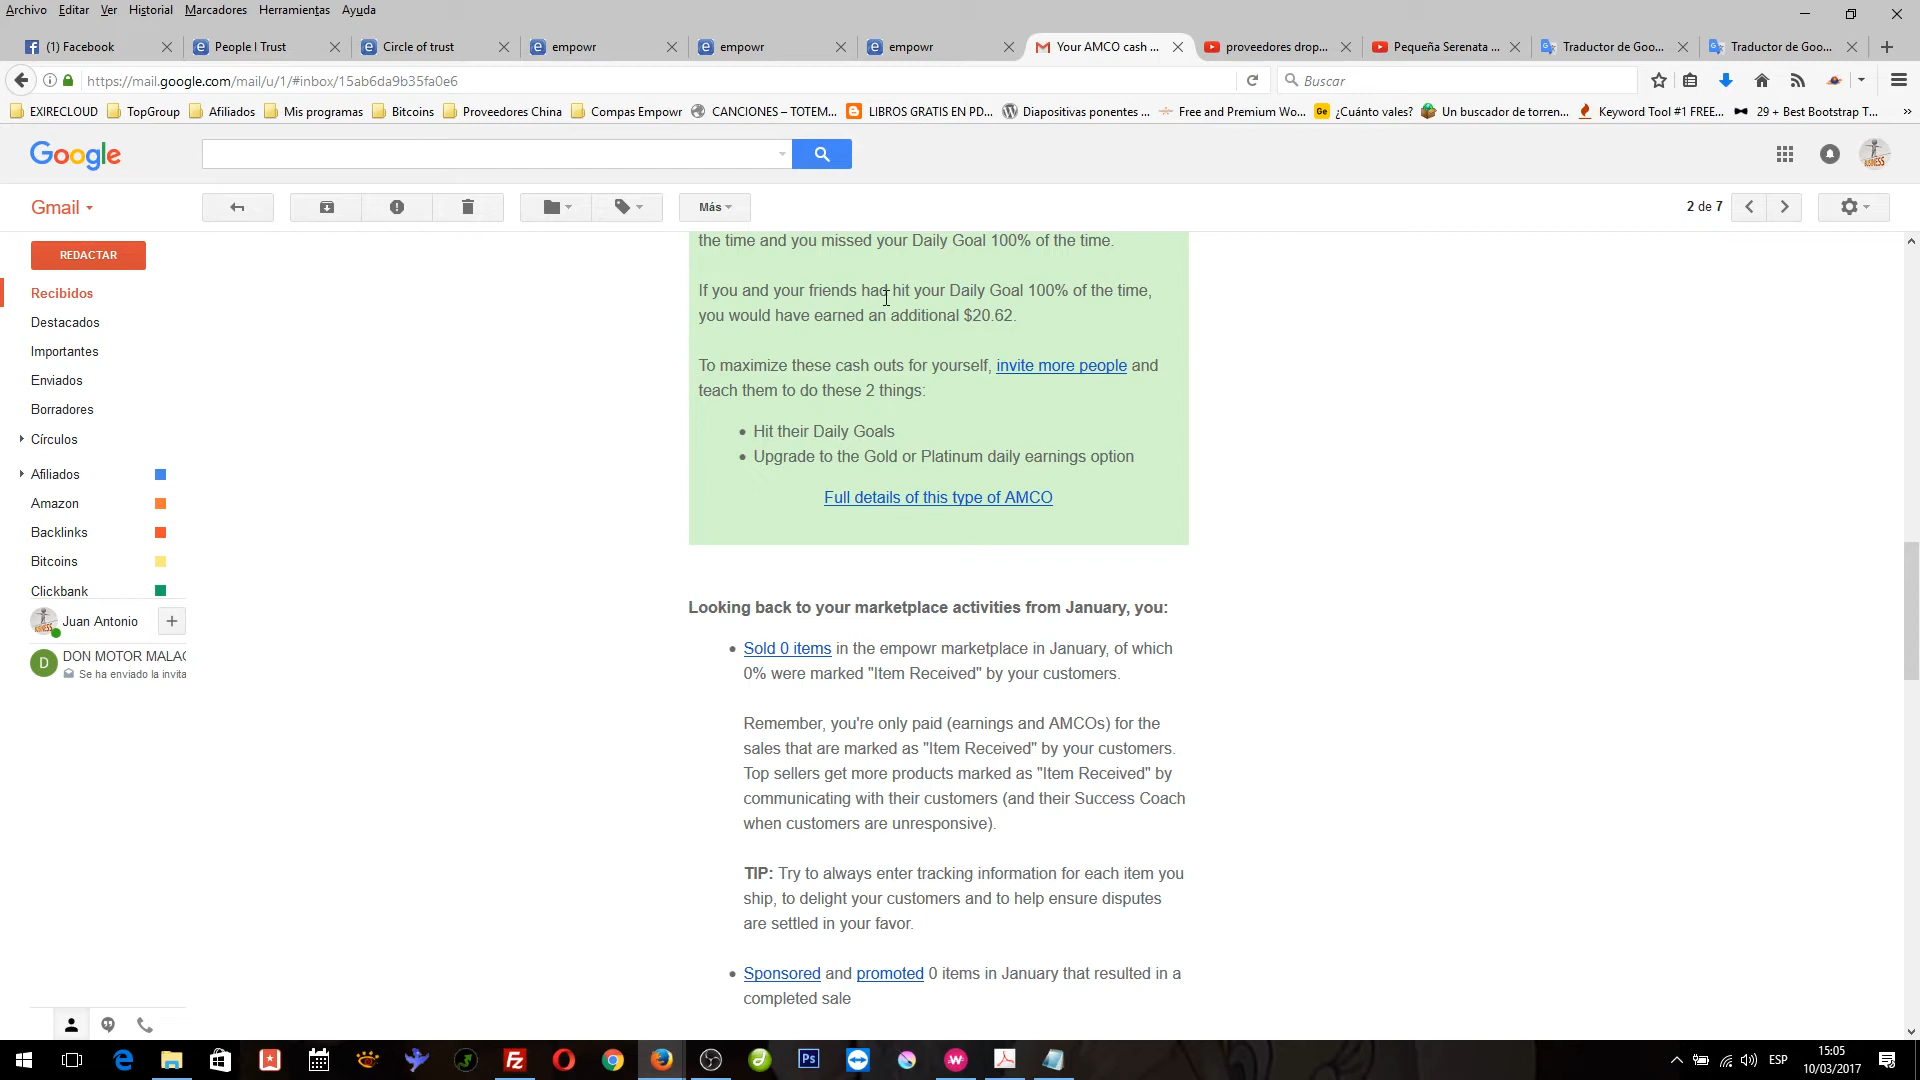 Archivo Editar Ver Historial Marcadores Herramientas Ayuda
(1) Facebook
People I Trust
Circle of trust
empowr
empowr
empowr
Your AMCO cash ...
proveedores drop...
Pequeña Serenata ...
Traductor de Goo...
Traductor de Goo...
https://mail.google.com/mail/u/1/#inbox/15ab6da9b35fa0e6
Buscar
EXIRECLOUD
TopGroup
Afiliados
Mis programas
Bitcoins
Proveedores China
Compas Empowr
CANCIONES – TOTEM...
LIBROS GRATIS EN PD...
Diapositivas ponentes ...
Free and Premium Wo...
Ge ¿Cuánto vales?
Un buscador de torren...
Keyword Tool #1 FREE...
29 + Best Bootstrap T...
Google
Gmail
Más
2 de 7
REDACTAR
Recibidos
Destacados
Importantes
Enviados
Borradores
Círculos
Afiliados
Amazon
Backlinks
Bitcoins
Clickbank
Juan Antonio
D
DON MOTOR MALAC
Se ha enviado la invita
the time and you missed your Daily Goal 100% of the time.
If you and your friends had hit your Daily Goal 100% of the time,
you would have earned an additional $20.62.
To maximize these cash outs for yourself, invite more people and
teach them to do these 2 things:
• Hit their Daily Goals
• Upgrade to the Gold or Platinum daily earnings option
Full details of this type of AMCO
Looking back to your marketplace activities from January, you:
• Sold 0 items in the empowr marketplace in January, of which
0% were marked "Item Received" by your customers.
Remember, you're only paid (earnings and AMCOs) for the
sales that are marked as "Item Received" by your customers.
Top sellers get more products marked as "Item Received" by
communicating with their customers (and their Success Coach
when customers are unresponsive).
TIP: Try to always enter tracking information for each item you
ship, to delight your customers and to help ensure disputes
are settled in your favor.
• Sponsored and promoted 0 items in January that resulted in a
completed sale
ESP
15:05
10/03/2017